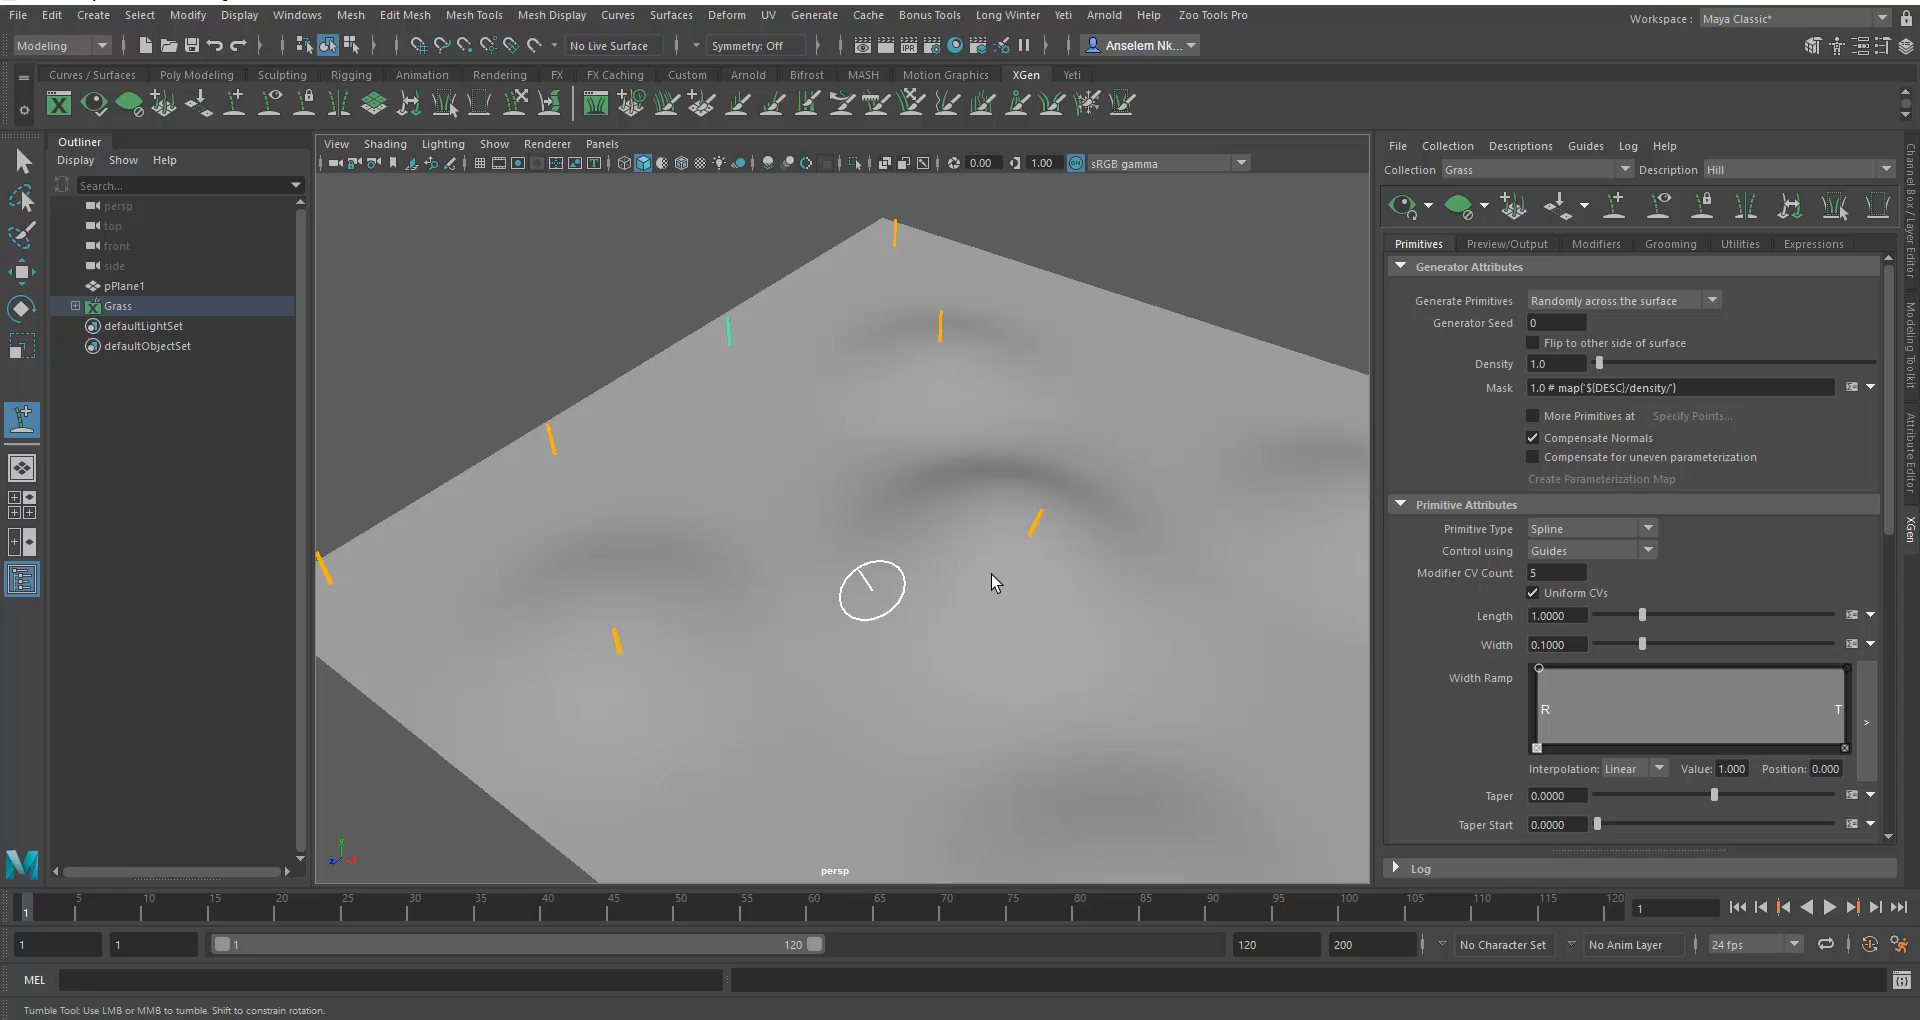 File Edit Create Select Modify Display Windows Mesh Edit Mesh Mesh Tools Mesh Display Curves Surfaces Deform UV Generate Cache Bonus Tools Long Winter Yeti Arnold Help Zoo Tools Pro
Workspace : Maya Classic*
Modeling No Live Surface Symmetry: Off Anselem Nk...
Curves / Surfaces Poly Modeling Sculpting Rigging Animation Rendering FX FX Caching Custom Arnold Bifrost MASH Motion Graphics XGen Yeti
Outliner
Display Show Help
Search...
persp
top
front
side
pPlane1
Grass
defaultLightSet
defaultObjectSet
View Shading Lighting Show Renderer Panels
0.00 1.00 sRGB gamma
persp
File Collection Descriptions Guides Log Help
Collection Grass Description Hill
Primitives Preview/Output Modifiers Grooming Utilities Expressions
Generator Attributes
Generate Primitives Randomly across the surface
Generator Seed 0
Flip to other side of surface
Density 1.0
Mask 1.0 # map('${DESC}/density/')
More Primitives at Specify Points...
Compensate Normals
Compensate for uneven parameterization
Create Parameterization Map
Primitive Attributes
Primitive Type Spline
Control using Guides
Modifier CV Count 5
Uniform CVs
Length 1.0000
Width 0.1000
Width Ramp
R T
Interpolation: Linear Value: 1.000 Position: 0.000
Taper 0.0000
Taper Start 0.0000
Log
Channel Box / Layer Editor
Modeling Toolkit
Attribute Editor
XGen
1 5 10 15 20 25 30 35 40 45 50 55 60 65 70 75 80 85 90 95 100 105 110 115 120 1
1 1 1 120 120 200 No Character Set No Anim Layer 24 fps
MEL
Tumble Tool: Use LMB or MMB to tumble. Shift to constrain rotation.